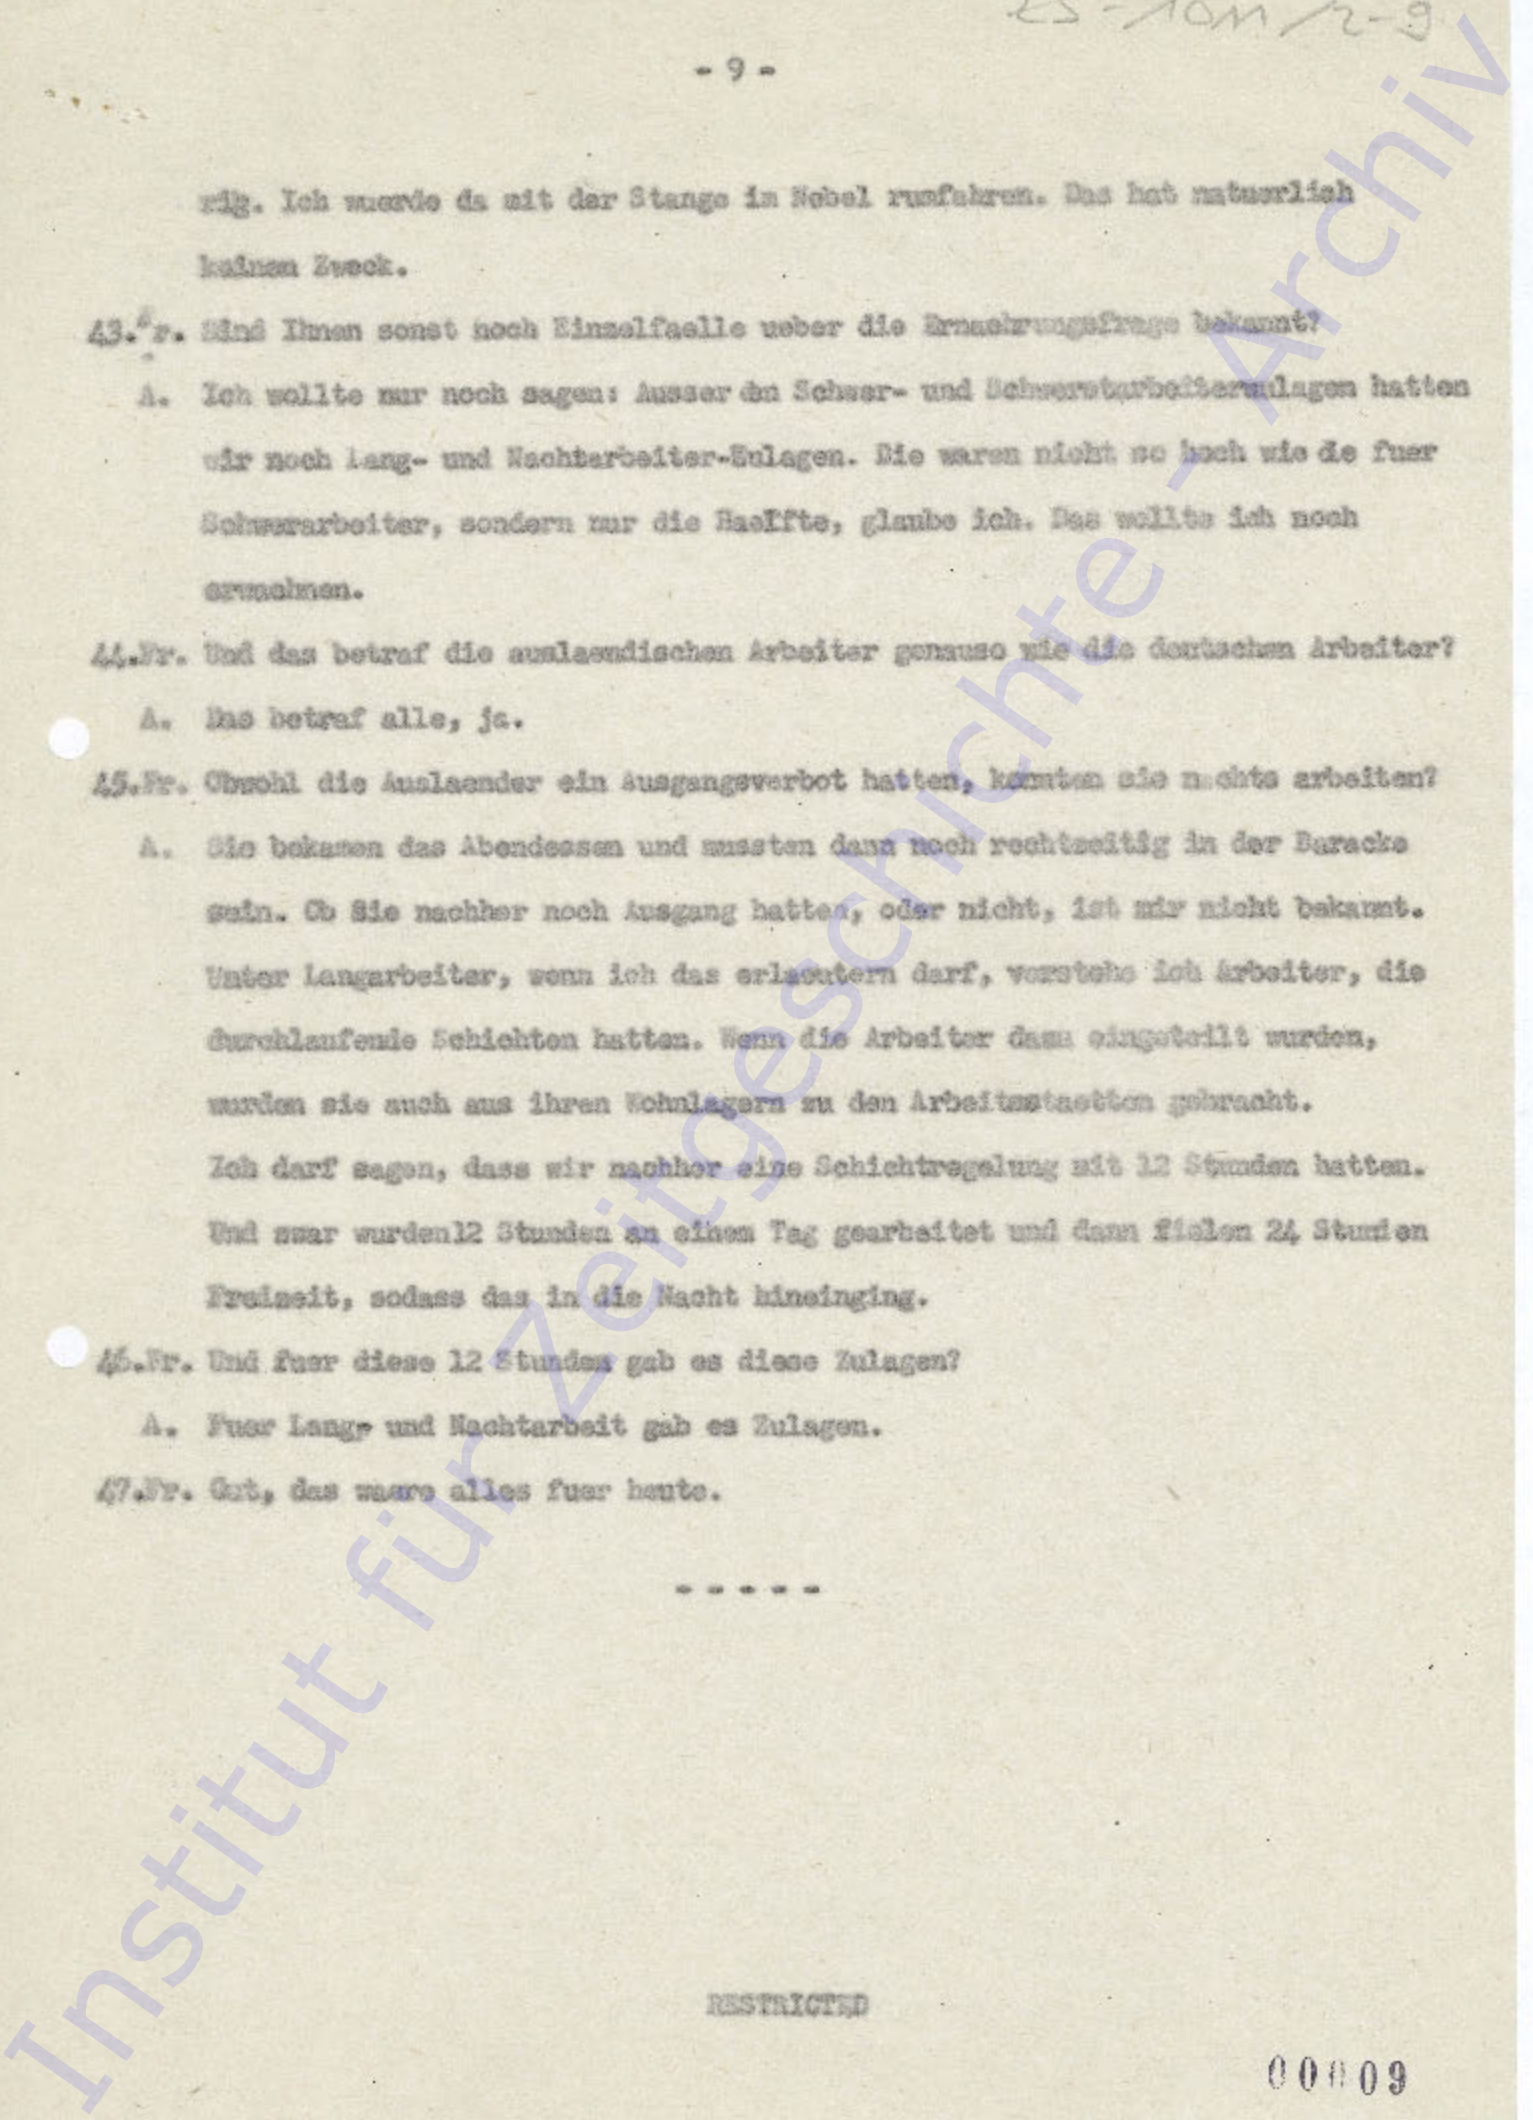 ZS-1011/2-9
- 9 -
rig. Ich wuerde da mit der Stange im Nebel rumfahren. Das hat natuerlich
keinen Zweck.
43. Fr. Sind Ihnen sonst noch Einzelfaelle ueber die Ernaehrungsfrage bekannt?
A. Ich wollte nur noch sagen: Ausser den Schwer- und Schwerstarbeiterzulagen hatten
wir noch Lang- und Nachtarbeiter-Zulagen. Die waren nicht so hoch wie die fuer
Schwerarbeiter, sondern nur die Haelfte, glaube ich. Das wollte ich noch
erwaehnen.
44.Fr. Und das betraf die auslaendischen Arbeiter genauso wie die deutschen Arbeiter?
A. Das betraf alle, ja.
45.Fr. Obwohl die Auslaender ein Ausgangsverbot hatten, konnten sie nachts arbeiten?
A. Sie bekamen das Abendessen und mussten dann noch rechtzeitig in der Baracke
sein. Ob Sie nachher noch Ausgang hatten, oder nicht, ist mir nicht bekannt.
Unter Langarbeiter, wenn ich das erlaeutern darf, verstehe ich Arbeiter, die
durchlaufende Schichten hatten. Wenn die Arbeiter dazu eingeteilt wurden,
wurden sie auch aus ihren Wohnlagern zu den Arbeitsstaetten gebracht.
Ich darf sagen, dass wir nachher eine Schichtregelung mit 12 Stunden hatten.
Und zwar wurden12 Stunden an einem Tag gearbeitet und dann fielen 24 Stunden
Freizeit, sodass das in die Nacht hineinging.
46.Fr. Und fuer diese 12 Stunden gab es diese Zulagen?
A. Fuer Lang- und Nachtarbeit gab es Zulagen.
47.Fr. Gut, das waere alles fuer heute.
- - - - -
RESTRICTED
00009
Institut für Zeitgeschichte - Archiv